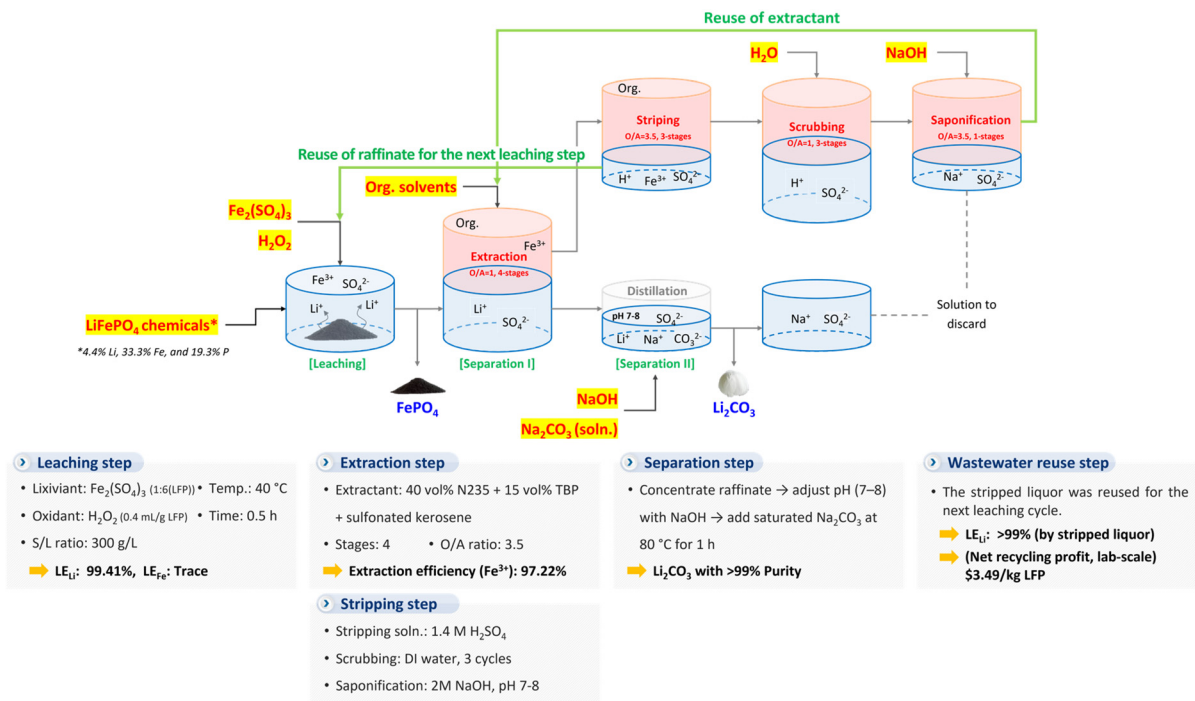 Reuse of extractant
H₂O
NaOH
Org.
Striping
O/A=3.5, 3-stages
H⁺ Fe³⁺ SO₄²⁻
Scrubbing
O/A=1, 3-stages
H⁺ SO₄²⁻
Saponification
O/A=3.5, 1-stages
Na⁺ SO₄²⁻
Reuse of raffinate for the next leaching step
Org. solvents
Fe₂(SO₄)₃
H₂O₂
Org.
Fe³⁺
Extraction
O/A=1, 4-stages
Li⁺
SO₄²⁻
Fe³⁺ SO₄²⁻
Li⁺ Li⁺
LiFePO₄ chemicals*
*4.4% Li, 33.3% Fe, and 19.3% P
Distillation
pH 7-8 SO₄²⁻
Li⁺ Na⁺ CO₃²⁻
Na⁺ SO₄²⁻
Solution to
discard
[Leaching]
[Separation I]
[Separation II]
FePO₄
NaOH
Na₂CO₃ (soln.)
Li₂CO₃
Leaching step
• Lixiviant: Fe₂(SO₄)₃ (1:6(LFP)) • Temp.: 40 °C
• Oxidant: H₂O₂ (0.4 mL/g LFP) • Time: 0.5 h
• S/L ratio: 300 g/L
LE_Li: 99.41%, LE_Fe: Trace
Extraction step
• Extractant: 40 vol% N235 + 15 vol% TBP
+ sulfonated kerosene
• Stages: 4 • O/A ratio: 3.5
Extraction efficiency (Fe³⁺): 97.22%
Stripping step
• Stripping soln.: 1.4 M H₂SO₄
• Scrubbing: DI water, 3 cycles
• Saponification: 2M NaOH, pH 7-8
Separation step
• Concentrate raffinate → adjust pH (7–8)
with NaOH → add saturated Na₂CO₃ at
80 °C for 1 h
Li₂CO₃ with >99% Purity
Wastewater reuse step
• The stripped liquor was reused for the
next leaching cycle.
LE_Li: >99% (by stripped liquor)
(Net recycling profit, lab-scale)
$3.49/kg LFP